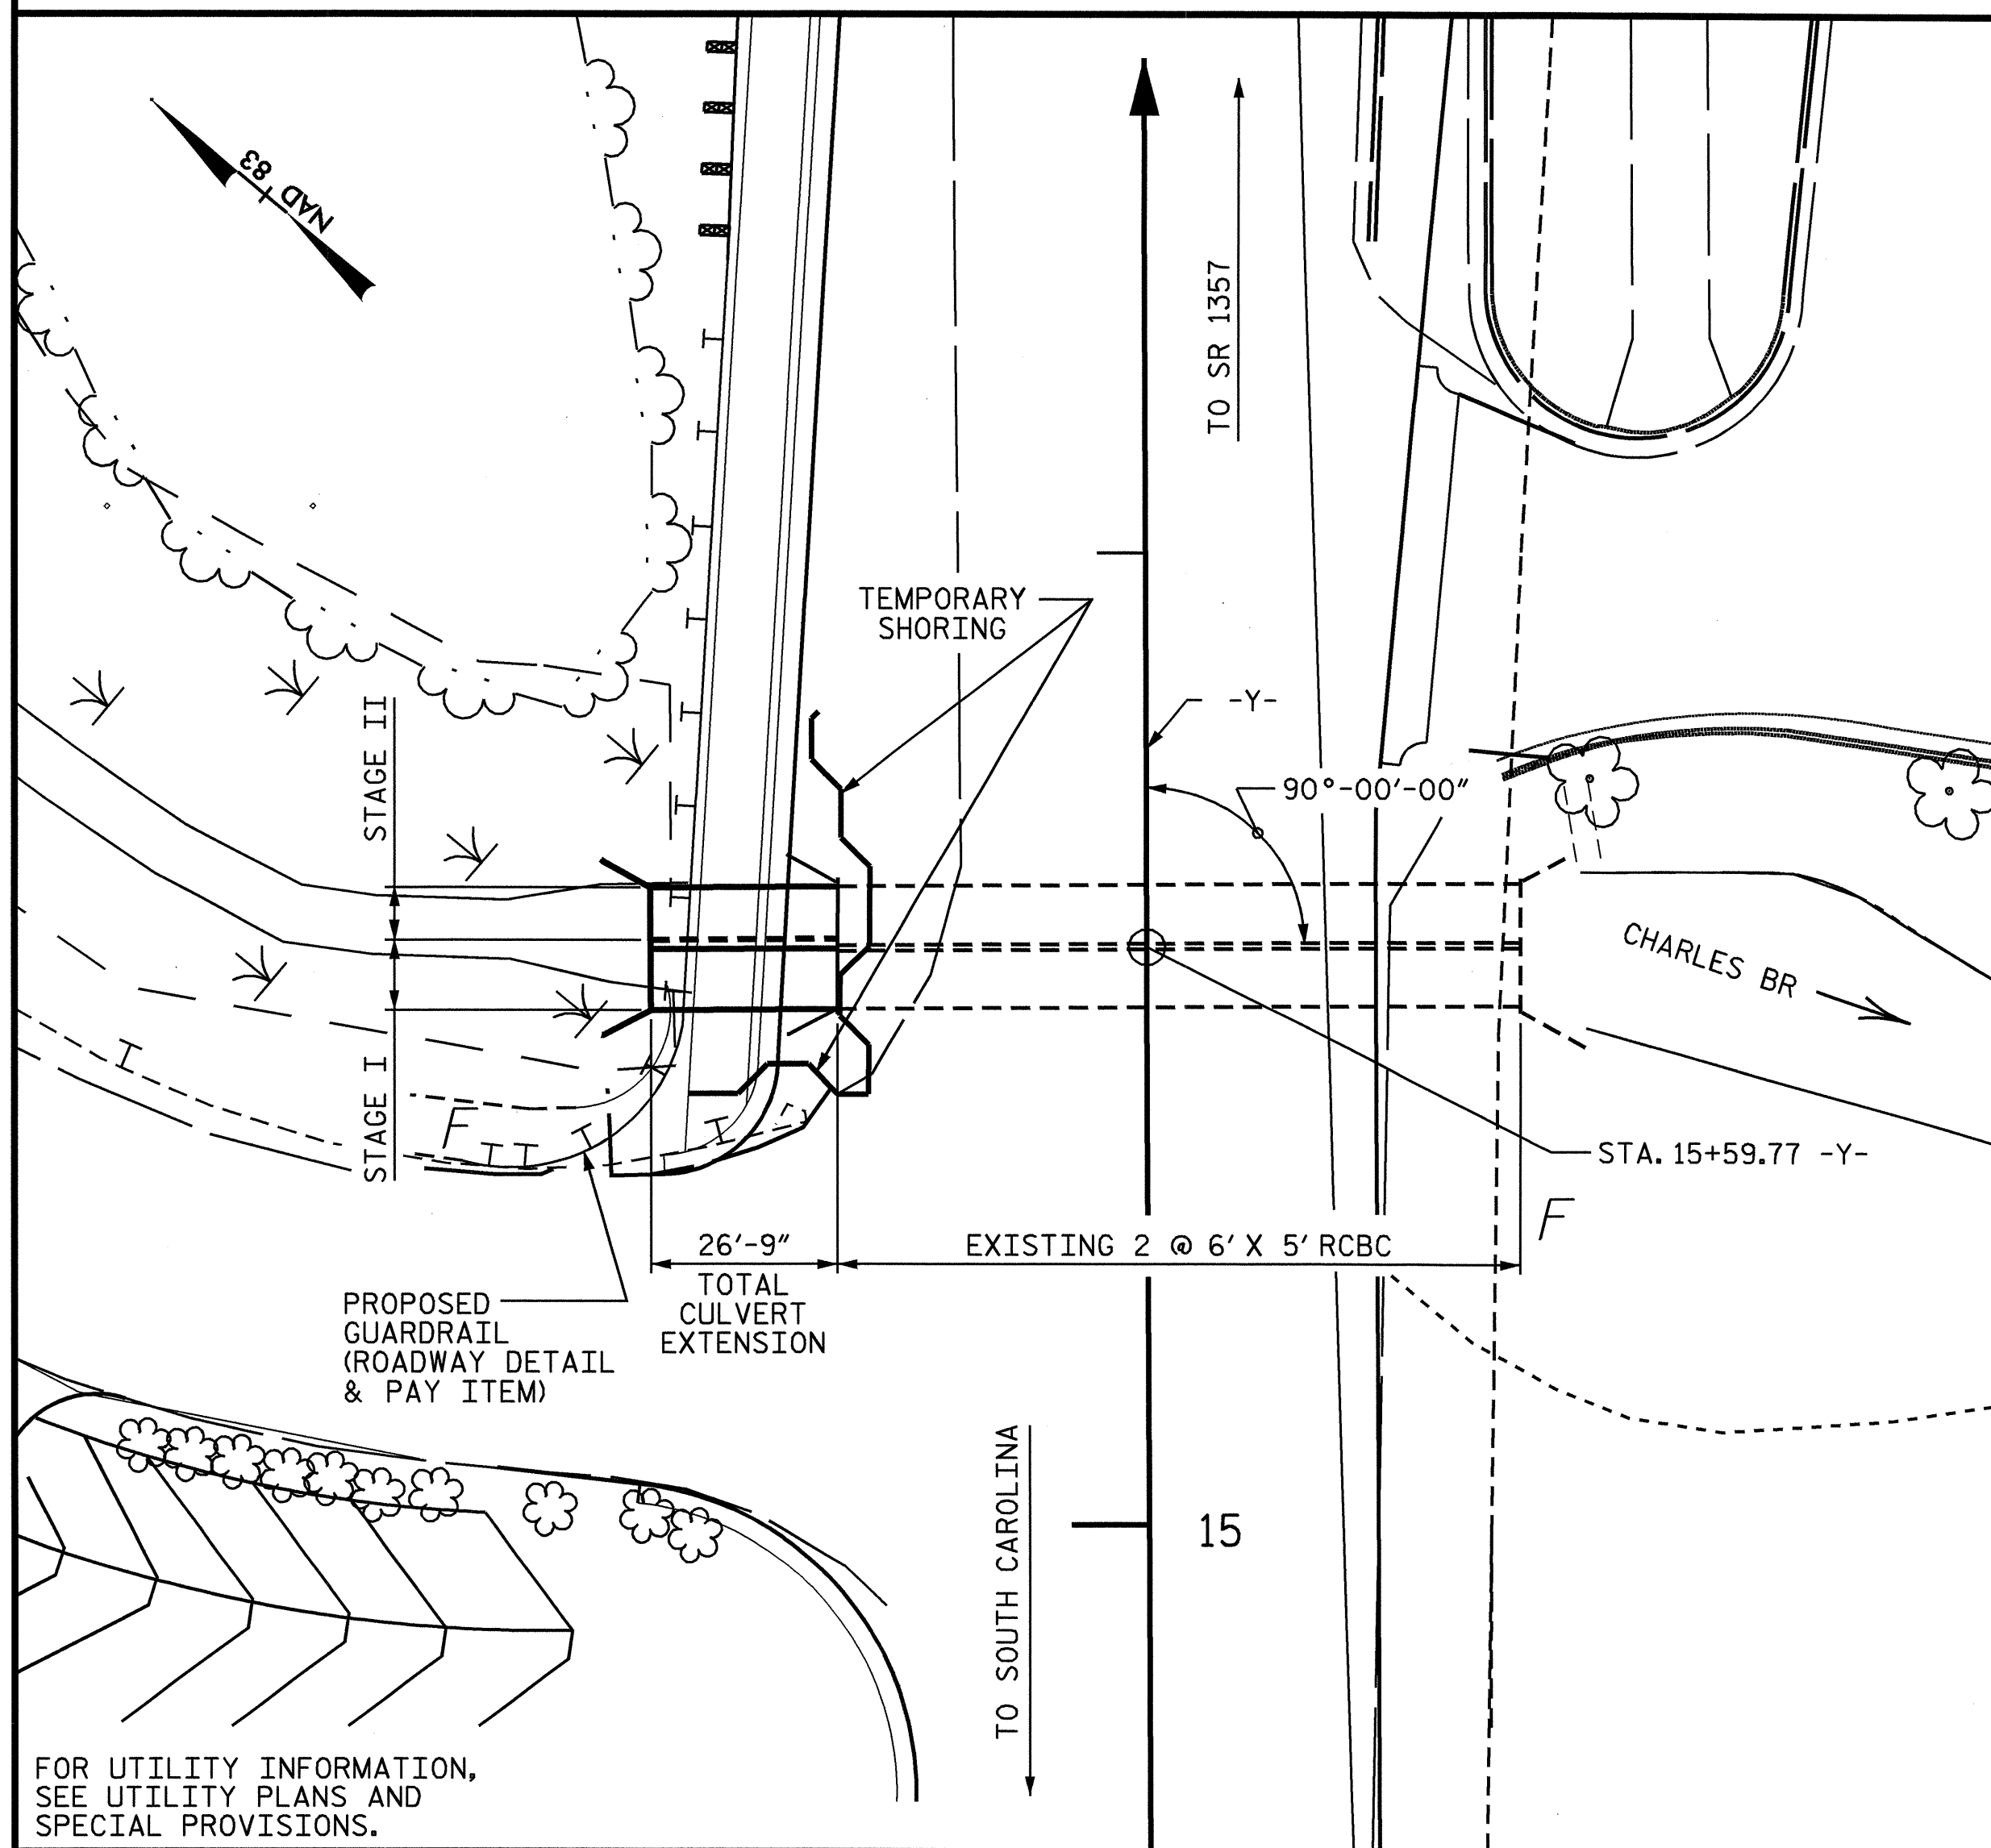 NAD 83
TO SR 1357
TEMPORARY
SHORING
-Y-
STAGE II
90°-00'-00"
CHARLES BR
STAGE I
F
STA. 15+59.77 -Y-
F
26'-9"
EXISTING 2 @ 6' X 5' RCBC
TOTAL
CULVERT
EXTENSION
PROPOSED
GUARDRAIL
(ROADWAY DETAIL
& PAY ITEM)
TO SOUTH CAROLINA
15
FOR UTILITY INFORMATION,
SEE UTILITY PLANS AND
SPECIAL PROVISIONS.